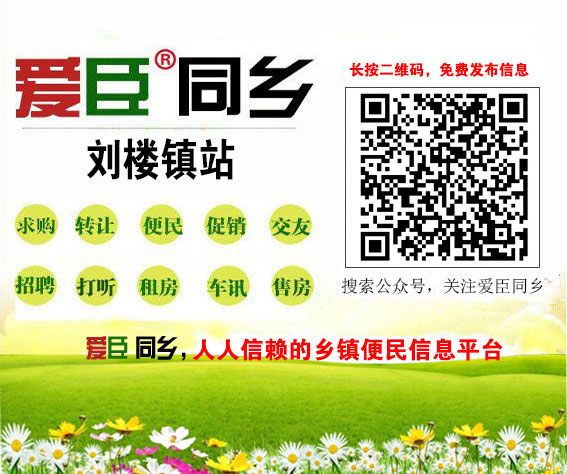 爱臣®同乡
刘楼镇站
求购 转让 便民 促销 交友
招聘 打听 租房 车讯 售房
长按二维码，免费发布信息
搜索公众号，关注爱臣同乡
爱臣同乡，人人信赖的乡镇便民信息平台